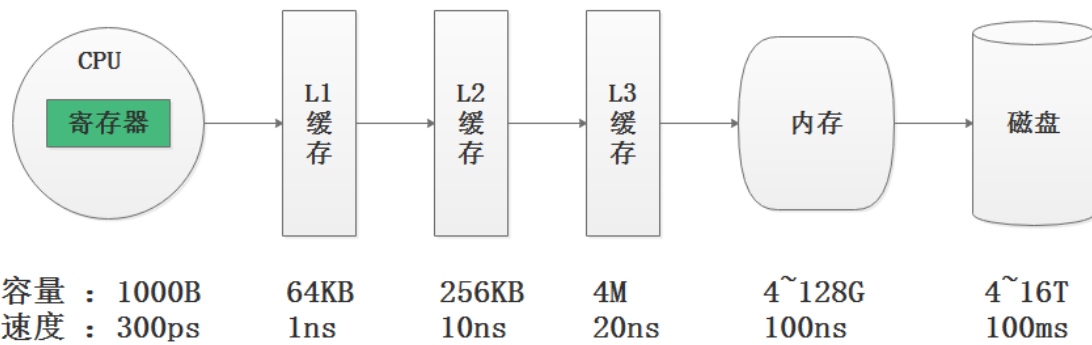 CPU
寄存器
L1
缓
存
L2
缓
存
L3
缓
存
内存
磁盘
容量 : 1000B 64KB 256KB 4M 4~128G 4~16T
速度 : 300ps 1ns 10ns 20ns 100ns 100ms